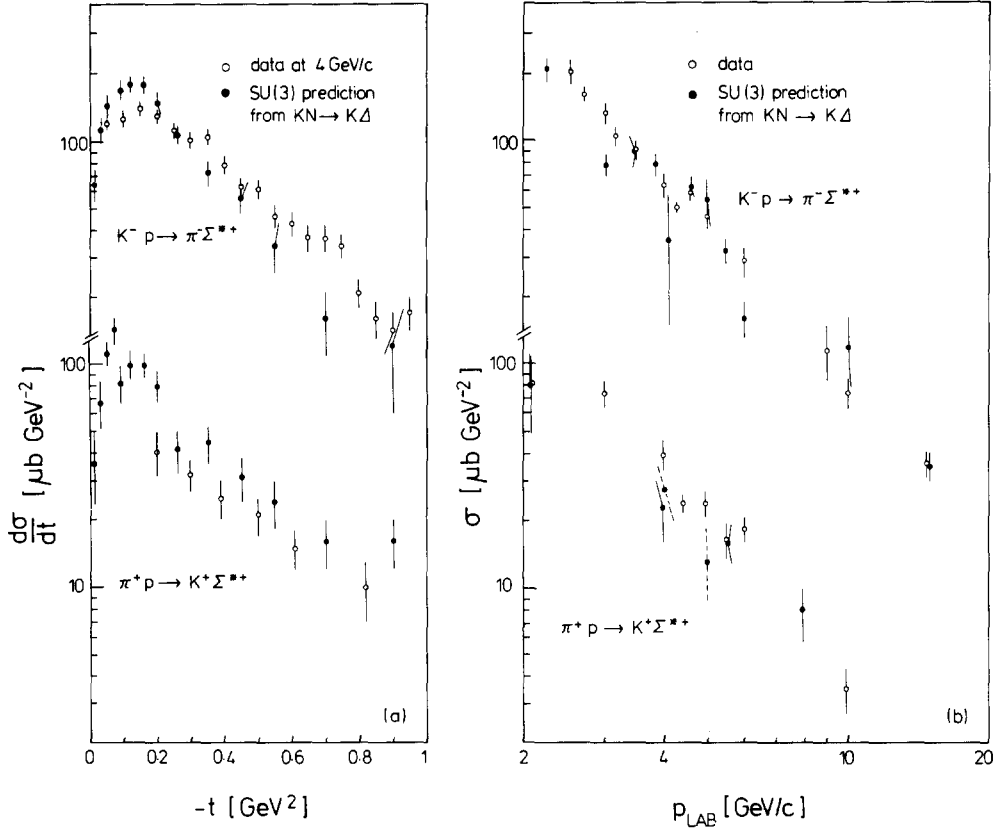 data at 4 GeV/c
SU(3) prediction
from KN → KΔ
100
K⁻p → π⁻Σ*⁺
100
10
π⁺p → K⁺Σ*⁺
dσ/dt [μb GeV⁻²]
(a)
0 0·2 0·4 0·6 0·8 1
-t [GeV²]
data
SU(3) prediction
from KN → KΔ
100
K⁻p → π⁻Σ*⁺
100
10
π⁺p → K⁺Σ*⁺
σ [μb GeV⁻²]
(b)
2 4 10 20
p_LAB [GeV/c]